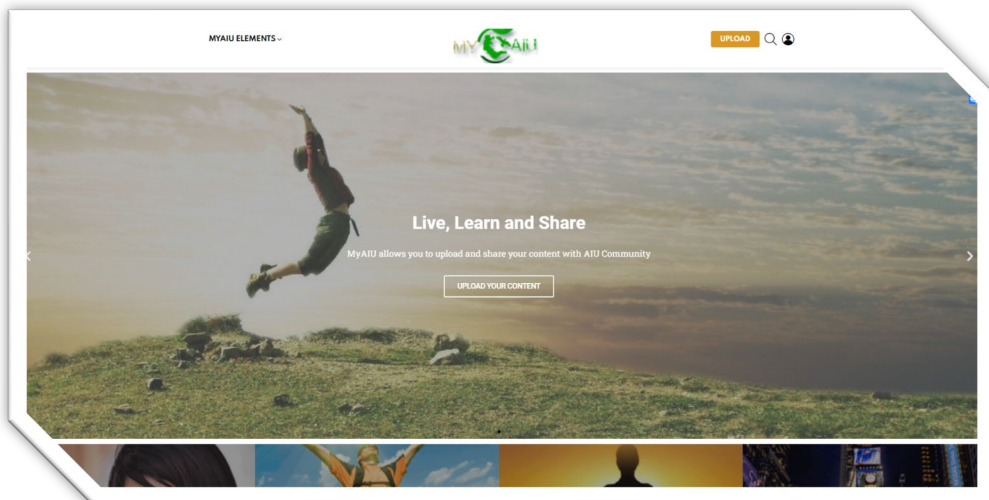 MYAIU ELEMENTS
MY AIU
UPLOAD
Live, Learn and Share
MyAIU allows you to upload and share your content with AIU Community
UPLOAD YOUR CONTENT